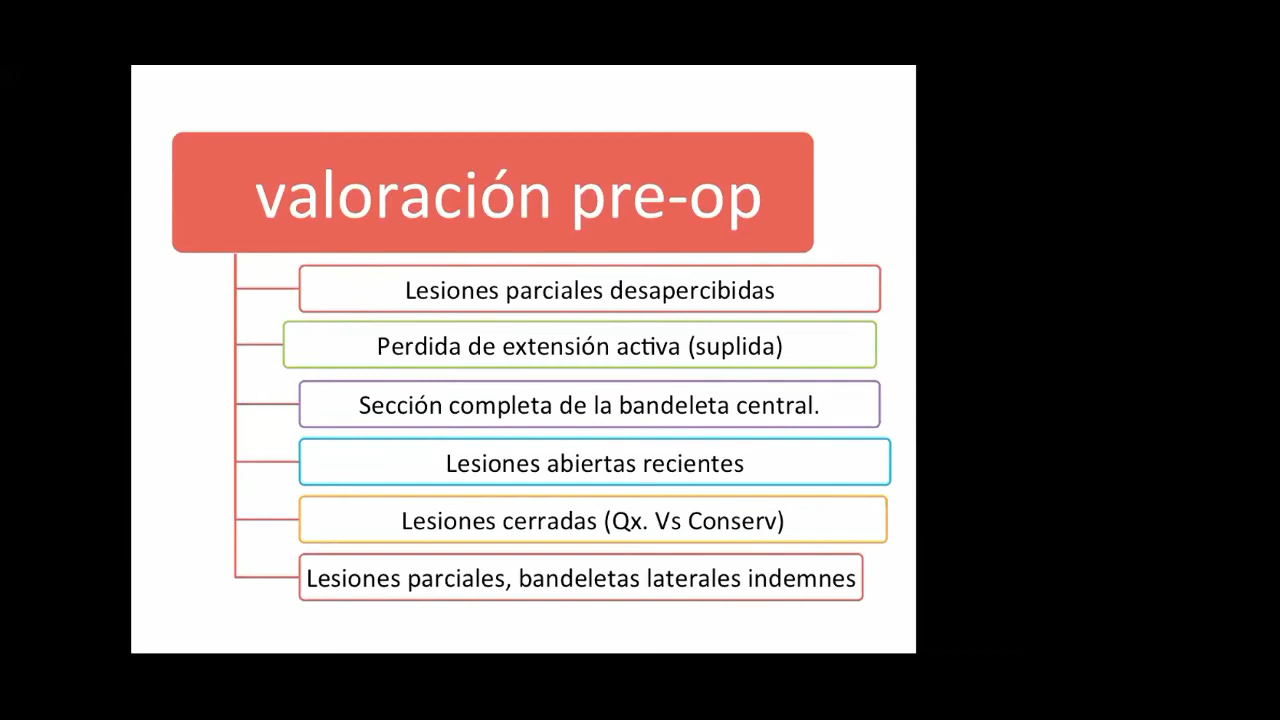 valoración pre-op
Lesiones parciales desapercibidas
Perdida de extensión activa (suplida)
Sección completa de la bandeleta central.
Lesiones abiertas recientes
Lesiones cerradas (Qx. Vs Conserv)
Lesiones parciales, bandeletas laterales indemnes